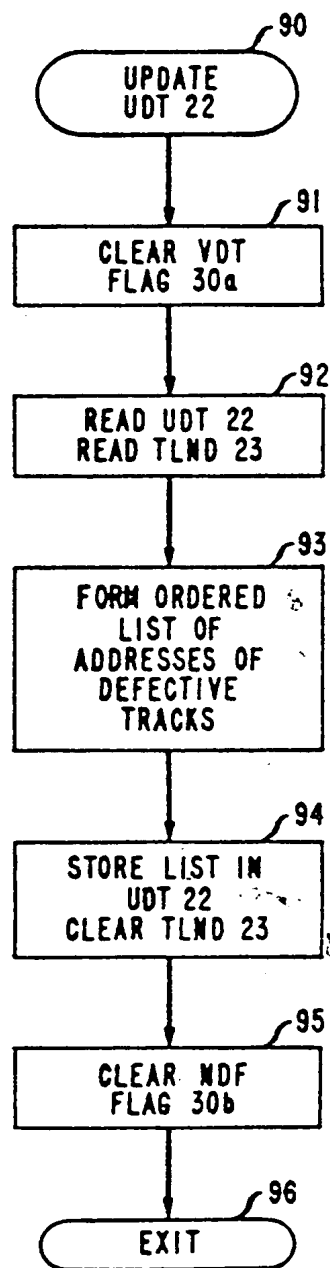 90
UPDATE
UDT 22
91
CLEAR VDT
FLAG 30a
92
READ UDT 22
READ TLND 23
93
FORM ORDERED
LIST OF
ADDRESSES OF
DEFECTIVE
TRACKS
94
STORE LIST IN
UDT 22
CLEAR TLND 23
95
CLEAR NDF
FLAG 30b
96
EXIT